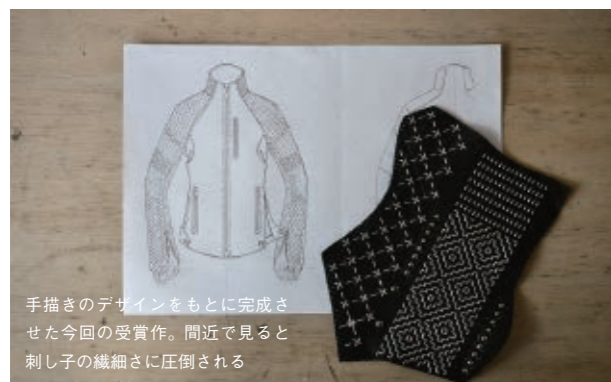 手描きのデザインをもとに完成さ
せた今回の受賞作。間近で見ると
刺し子の繊細さに圧倒される